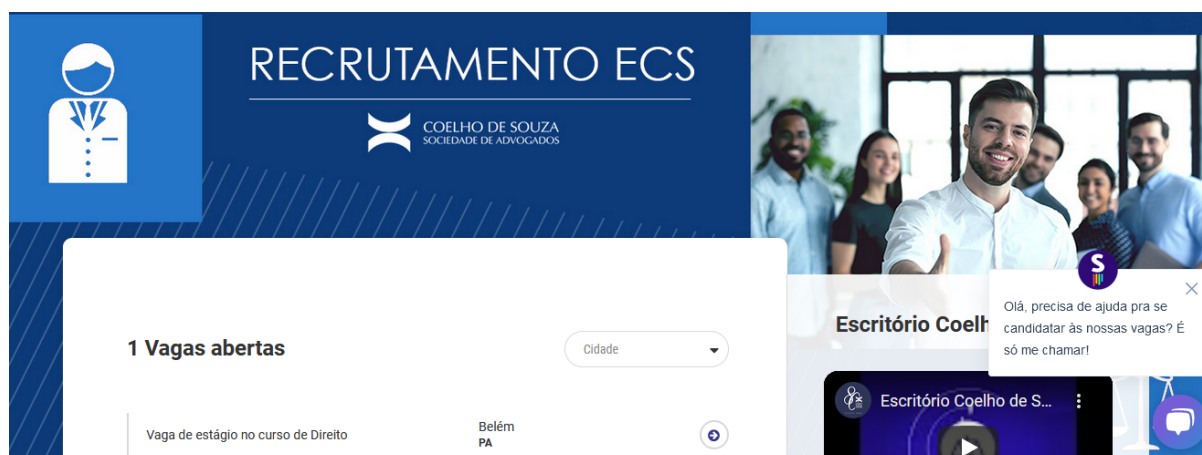 RECRUTAMENTO ECS
COELHO DE SOUZA
SOCIEDADE DE ADVOGADOS
1 Vagas abertas
Cidade
Vaga de estágio no curso de Direito
Belém
PA
Escritório Coelh
S
Olá, precisa de ajuda pra se
candidatar às nossas vagas? É
só me chamar!
Escritório Coelho de S...